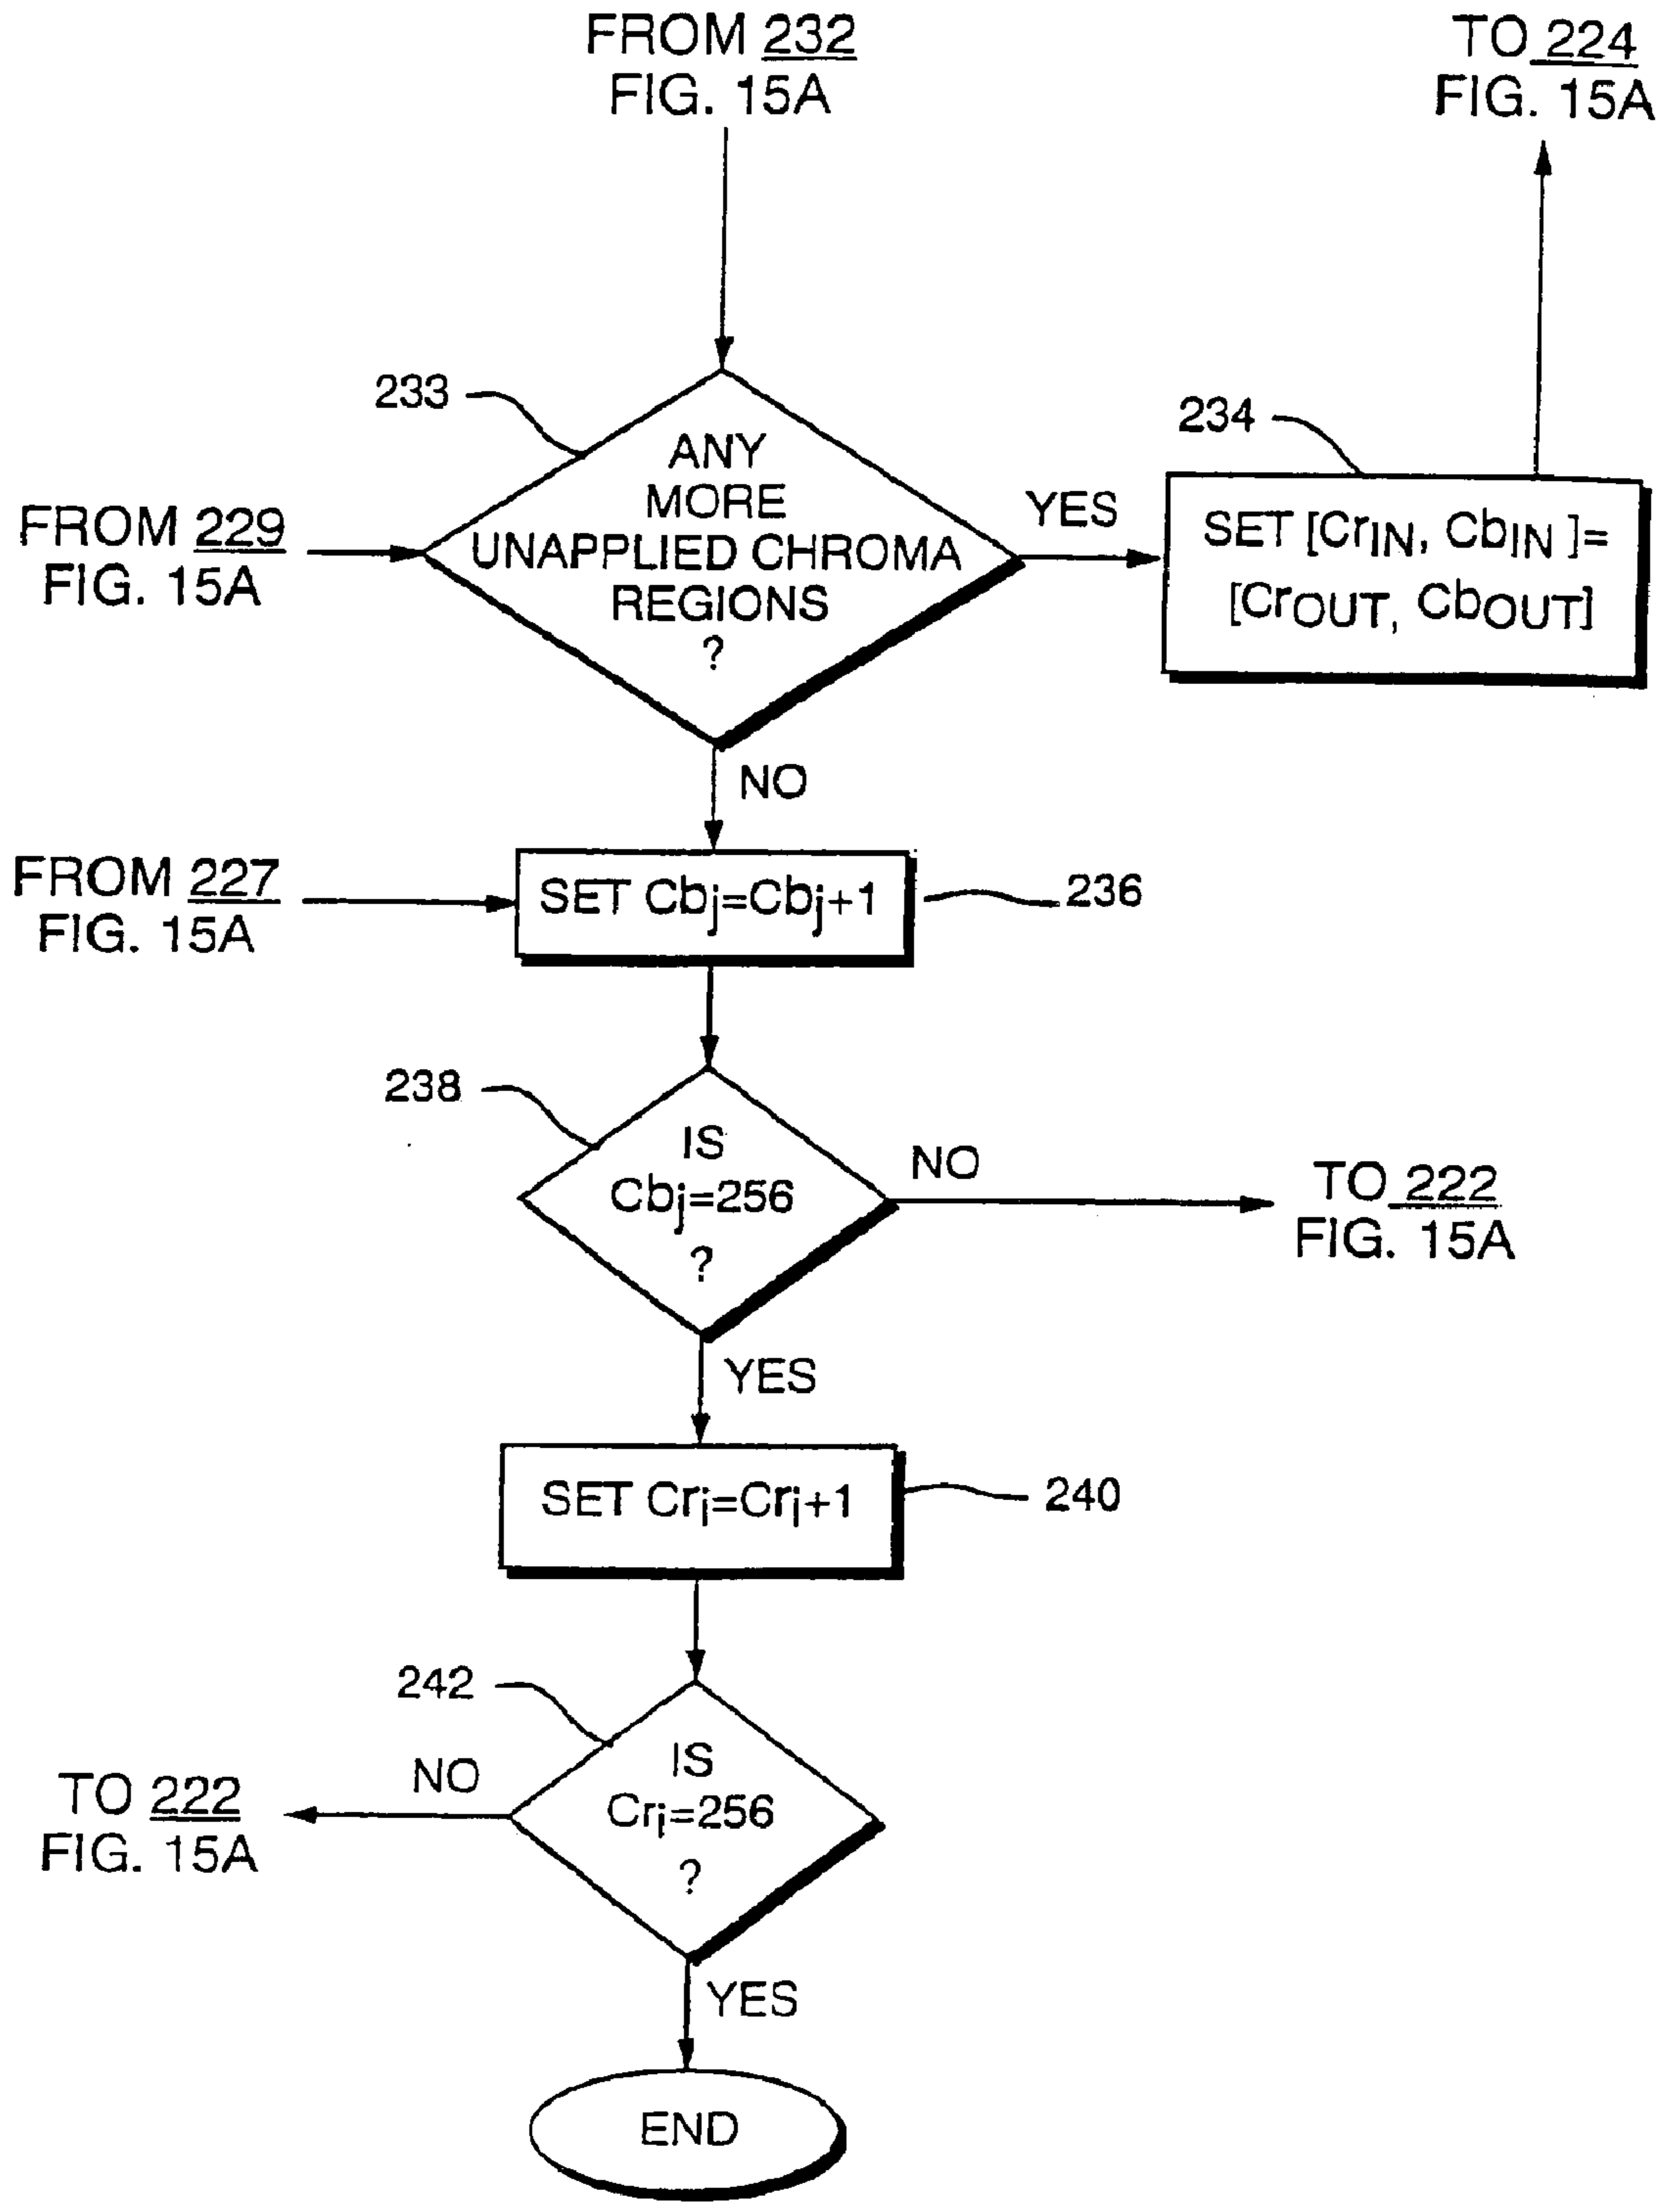 FROM 232
FIG. 15A
TO 224
FIG. 15A
233
ANY
MORE
UNAPPLIED CHROMA
REGIONS
?
YES
234
SET [CrIN, CbIN ]=
[CrOUT, CbOUT]
FROM 229
FIG. 15A
NO
FROM 227
FIG. 15A
SET Cbj=Cbj+1
236
238
IS
Cbj=256
?
NO
TO 222
FIG. 15A
YES
SET Cri=Cri+1
240
242
IS
Cri=256
?
NO
TO 222
FIG. 15A
YES
END